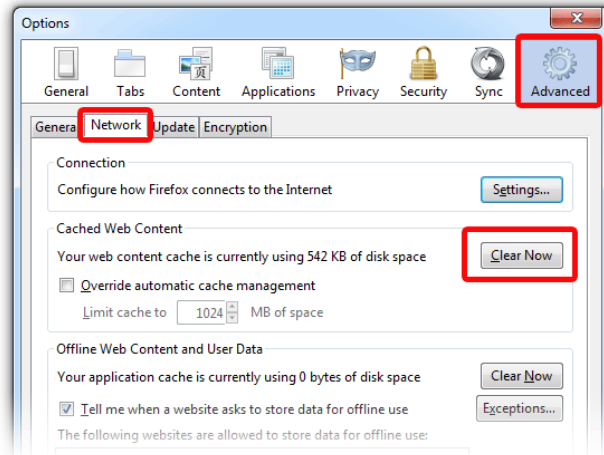 Options
General Tabs Content Applications Privacy Security Sync Advanced
页
General Network Update Encryption
Connection
Configure how Firefox connects to the Internet Settings...
Cached Web Content
Your web content cache is currently using 542 KB of disk space Clear Now
Override automatic cache management
Limit cache to 1024 MB of space
Offline Web Content and User Data
Your application cache is currently using 0 bytes of disk space Clear Now
Tell me when a website asks to store data for offline use Exceptions...
The following websites are allowed to store data for offline use: